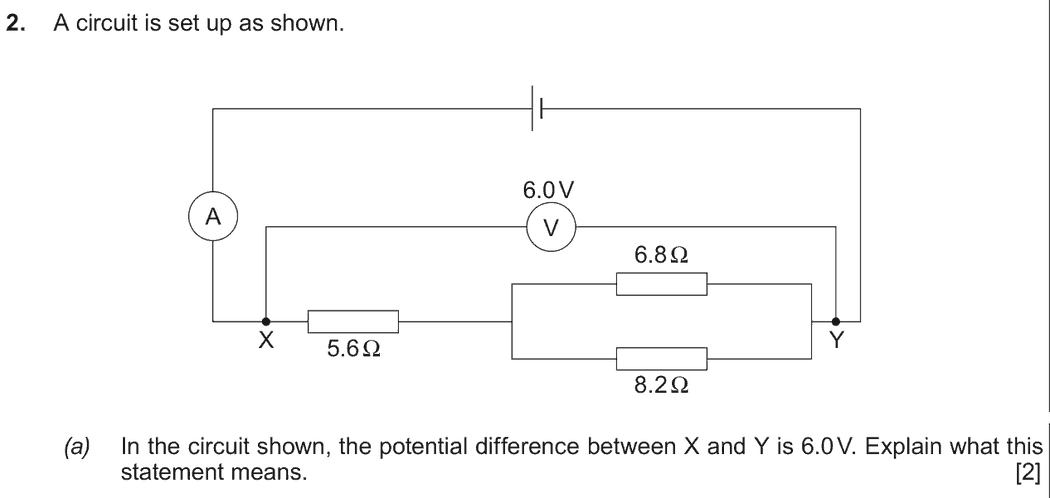 2. A circuit is set up as shown.
6.0 V
A
V
6.8 Ω
X
5.6 Ω
Y
8.2 Ω
(a) In the circuit shown, the potential difference between X and Y is 6.0 V. Explain what this
statement means. [2]